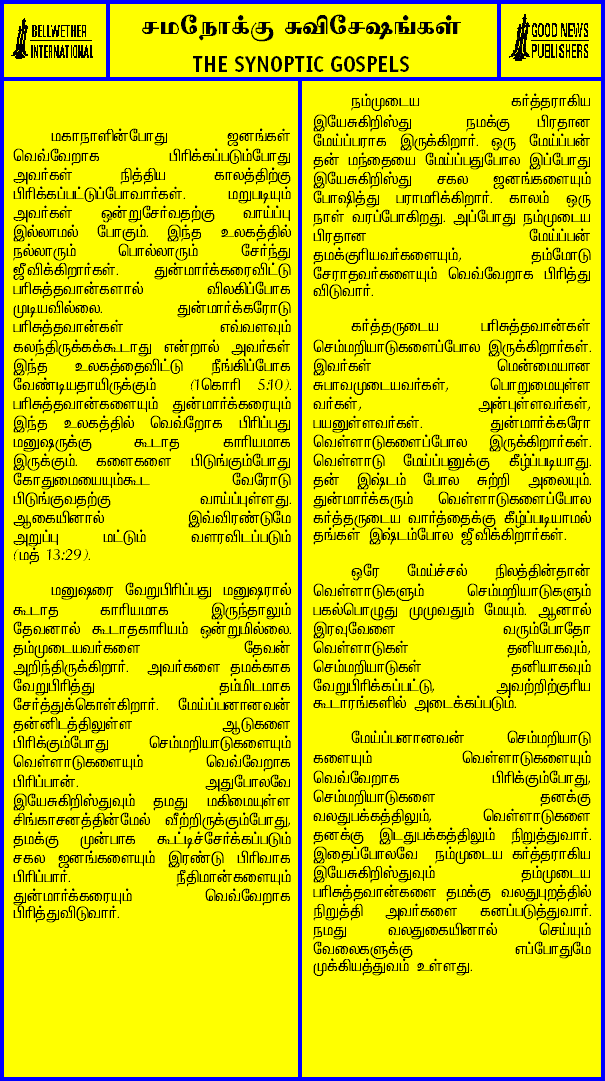 BELLWETHER
INTERNATIONAL
சமநோக்கு சுவிசேஷங்கள்
THE SYNOPTIC GOSPELS
GOOD NEWS
PUBLISHERS
மகாநாளின்போது ஜனங்கள்
வெவ்வேறாக பிரிக்கப்படும்போது
அவர்கள் நித்திய காலத்திற்கு
பிரிக்கப்பட்டுப்போவார்கள். மறுபடியும்
அவர்கள் ஒன்றுசேர்வதற்கு வாய்ப்பு
இல்லாமல் போகும். இந்த உலகத்தில்
நல்லாரும் பொல்லாரும் சேர்ந்து
ஜீவிக்கிறார்கள். துன்மார்க்கரைவிட்டு
பரிசுத்தவான்களால் விலகிப்போக
முடியவில்லை. துன்மார்க்கரோடு
பரிசுத்தவான்கள் எவ்வளவும்
கலந்திருக்கக்கூடாது என்றால் அவர்கள்
இந்த உலகத்தைவிட்டு நீங்கிப்போக
வேண்டியதாயிருக்கும் (1கொரி 5:10).
பரிசுத்தவான்களையும் துன்மார்க்கரையும்
இந்த உலகத்தில் வெவ்றோக பிரிப்பது
மனுஷருக்கு கூடாத காரியமாக
இருக்கும். களைகளை பிடுங்கும்போது
கோதுமையையும்கூட வேரோடு
பிடுங்குவதற்கு வாய்ப்புள்ளது.
ஆகையினால் இவ்விரண்டுமே
அறுப்பு மட்டும் வளரவிடப்படும்
(மத் 13:29).
மனுஷரை வேறுபிரிப்பது மனுஷரால்
கூடாத காரியமாக இருந்தாலும்
தேவனால் கூடாதகாரியம் ஒன்றுமில்லை.
தம்முடையவர்களை தேவன்
அறிந்திருக்கிறார். அவர்களை தமக்காக
வேறுபிரித்து தம்மிடமாக
சேர்த்துக்கொள்கிறார். மேய்ப்பனானவன்
தன்னிடத்திலுள்ள ஆடுகளை
பிரிக்கும்போது செம்மறியாடுகளையும்
வெள்ளாடுகளையும் வெவ்வேறாக
பிரிப்பான். அதுபோலவே
இயேசுகிறிஸ்துவும் தமது மகிமையுள்ள
சிங்காசனத்தின்மேல் வீற்றிருக்கும்போது,
தமக்கு முன்பாக கூட்டிச்சேர்க்கப்படும்
சகல ஜனங்களையும் இரண்டு பிரிவாக
பிரிப்பார். நீதிமான்களையும்
துன்மார்க்கரையும் வெவ்வேறாக
பிரித்துவிடுவார்.
நம்முடைய கர்த்தராகிய
இயேசுகிறிஸ்து நமக்கு பிரதான
மேய்ப்பராக இருக்கிறார். ஒரு மேய்ப்பன்
தன் மந்தையை மேய்ப்பதுபோல இப்போது
இயேசுகிறிஸ்து சகல ஜனங்களையும்
போஷித்து பராமரிக்கிறார். காலம் ஒரு
நாள் வரப்போகிறது. அப்போது நம்முடைய
பிரதான மேய்ப்பன்
தமக்குரியவர்களையும், தம்மோடு
சேராதவர்களையும் வெவ்வேறாக பிரித்து
விடுவார்.
கர்த்தருடைய பரிசுத்தவான்கள்
செம்மறியாடுகளைப்போல இருக்கிறார்கள்.
இவர்கள் மென்மையான
சுபாவமுடையவர்கள், பொறுமையுள்ள
வர்கள், அன்புள்ளவர்கள்,
பயனுள்ளவர்கள். துன்மார்க்கரோ
வெள்ளாடுகளைப்போல இருக்கிறார்கள்.
வெள்ளாடு மேய்ப்பனுக்கு கீழ்ப்படியாது.
தன் இஷ்டம் போல சுற்றி அலையும்.
துன்மார்க்கரும் வெள்ளாடுகளைப்போல
கர்த்தருடைய வார்த்தைக்கு கீழ்ப்படியாமல்
தங்கள் இஷ்டம்போல ஜீவிக்கிறார்கள்.
ஒரே மேய்ச்சல் நிலத்தின்தான்
வெள்ளாடுகளும் செம்மறியாடுகளும்
பகல்பொழுது முழுவதும் மேயும். ஆனால்
இரவுவேளை வரும்போதோ
வெள்ளாடுகள் தனியாகவும்,
செம்மறியாடுகள் தனியாகவும்
வேறுபிரிக்கப்பட்டு, அவற்றிற்குரிய
கூடாரங்களில் அடைக்கப்படும்.
மேய்ப்பனானவன் செம்மறியாடு
களையும் வெள்ளாடுகளையும்
வெவ்வேறாக பிரிக்கும்போது,
செம்மறியாடுகளை தனக்கு
வலதுபக்கத்திலும், வெள்ளாடுகளை
தனக்கு இடதுபக்கத்திலும் நிறுத்துவார்.
இதைப்போலவே நம்முடைய கர்த்தராகிய
இயேசுகிறிஸ்துவும் தம்முடைய
பரிசுத்தவான்களை தமக்கு வலதுபுறத்தில்
நிறுத்தி அவர்களை கனப்படுத்துவார்.
நமது வலதுகையினால் செய்யும்
வேலைகளுக்கு எப்போதுமே
முக்கியத்துவம் உள்ளது.